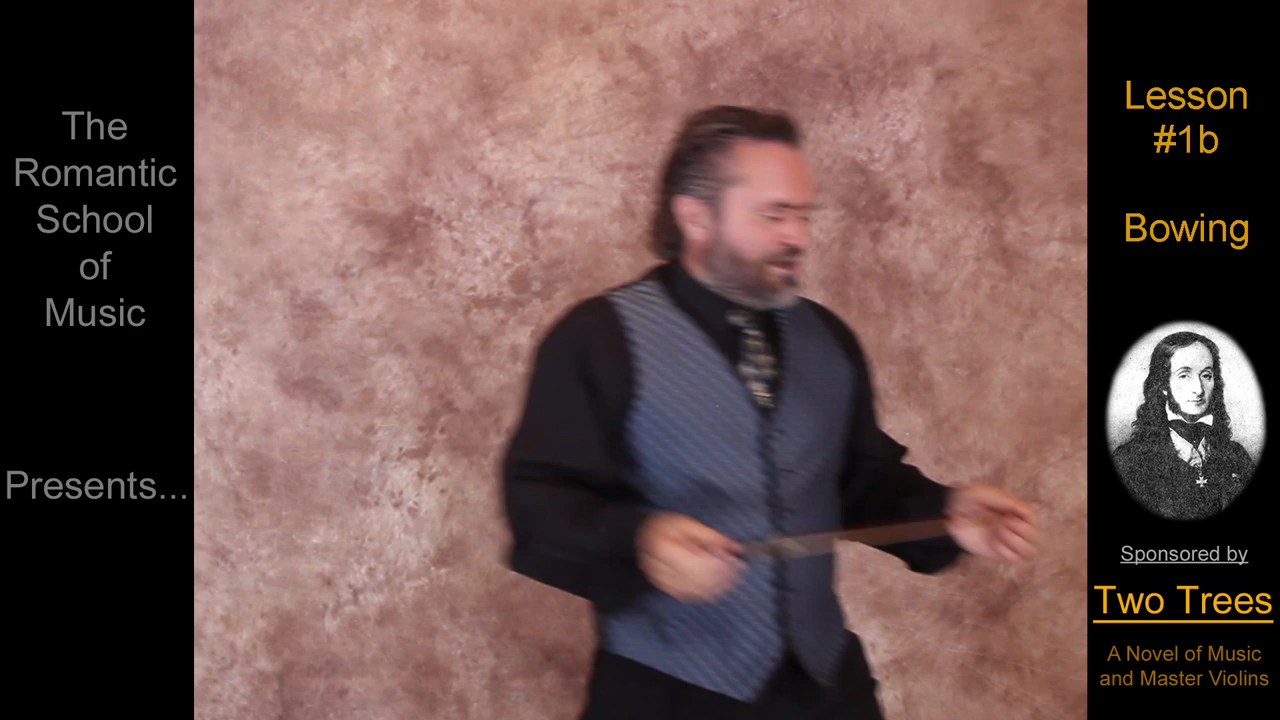 The
Romantic
School
of
Music
Presents...
Lesson
#1b
Bowing
Sponsored by
Two Trees
A Novel of Music
and Master Violins